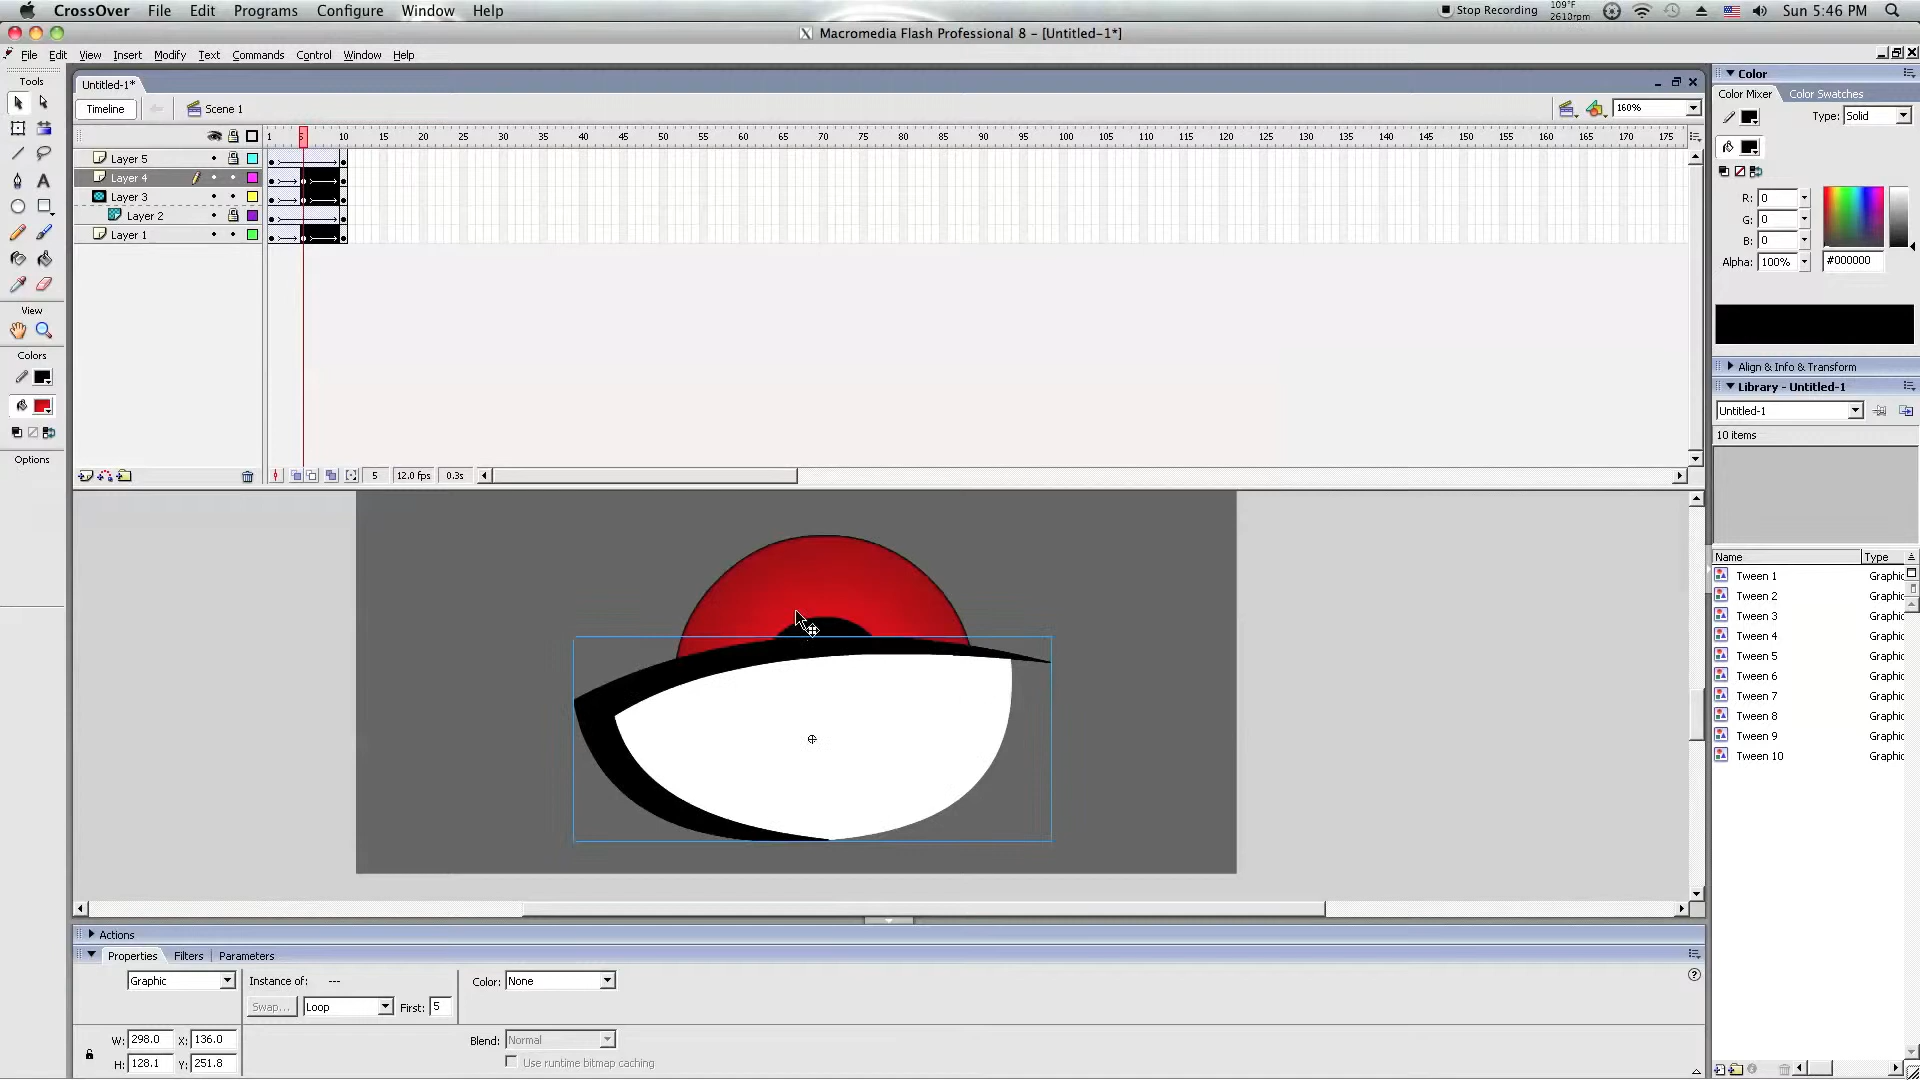 CrossOver File Edit Programs Configure Window Help Stop Recording 109°F 2610rpm Sun 5:46 PM
Macromedia Flash Professional 8 - [Untitled-1*]
File Edit View Insert Modify Text Commands Control Window Help
Tools
Untitled-1*
Timeline Scene 1 160%
1 5 10 15 20 25 30 35 40 45 50 55 60 65 70 75 80 85 90 95 100 105 110 115 120 125 130 135 140 145 150 155 160 165 170 175
Layer 5
Layer 4
Layer 3
Layer 2
Layer 1
View
Colors
Options
5 12.0 fps 0.3s
Color
Color Mixer Color Swatches
Type: Solid
R: 0
G: 0
B: 0
Alpha: 100% #000000
Align & Info & Transform
Library - Untitled-1
Untitled-1
10 items
Name Type
Tween 1 Graphic
Tween 2 Graphic
Tween 3 Graphic
Tween 4 Graphic
Tween 5 Graphic
Tween 6 Graphic
Tween 7 Graphic
Tween 8 Graphic
Tween 9 Graphic
Tween 10 Graphic
Actions
Properties Filters Parameters
Graphic Instance of: --- Color: None
Swap... Loop First: 5
W: 298.0 X: 136.0 Blend: Normal
H: 128.1 Y: 251.8 Use runtime bitmap caching